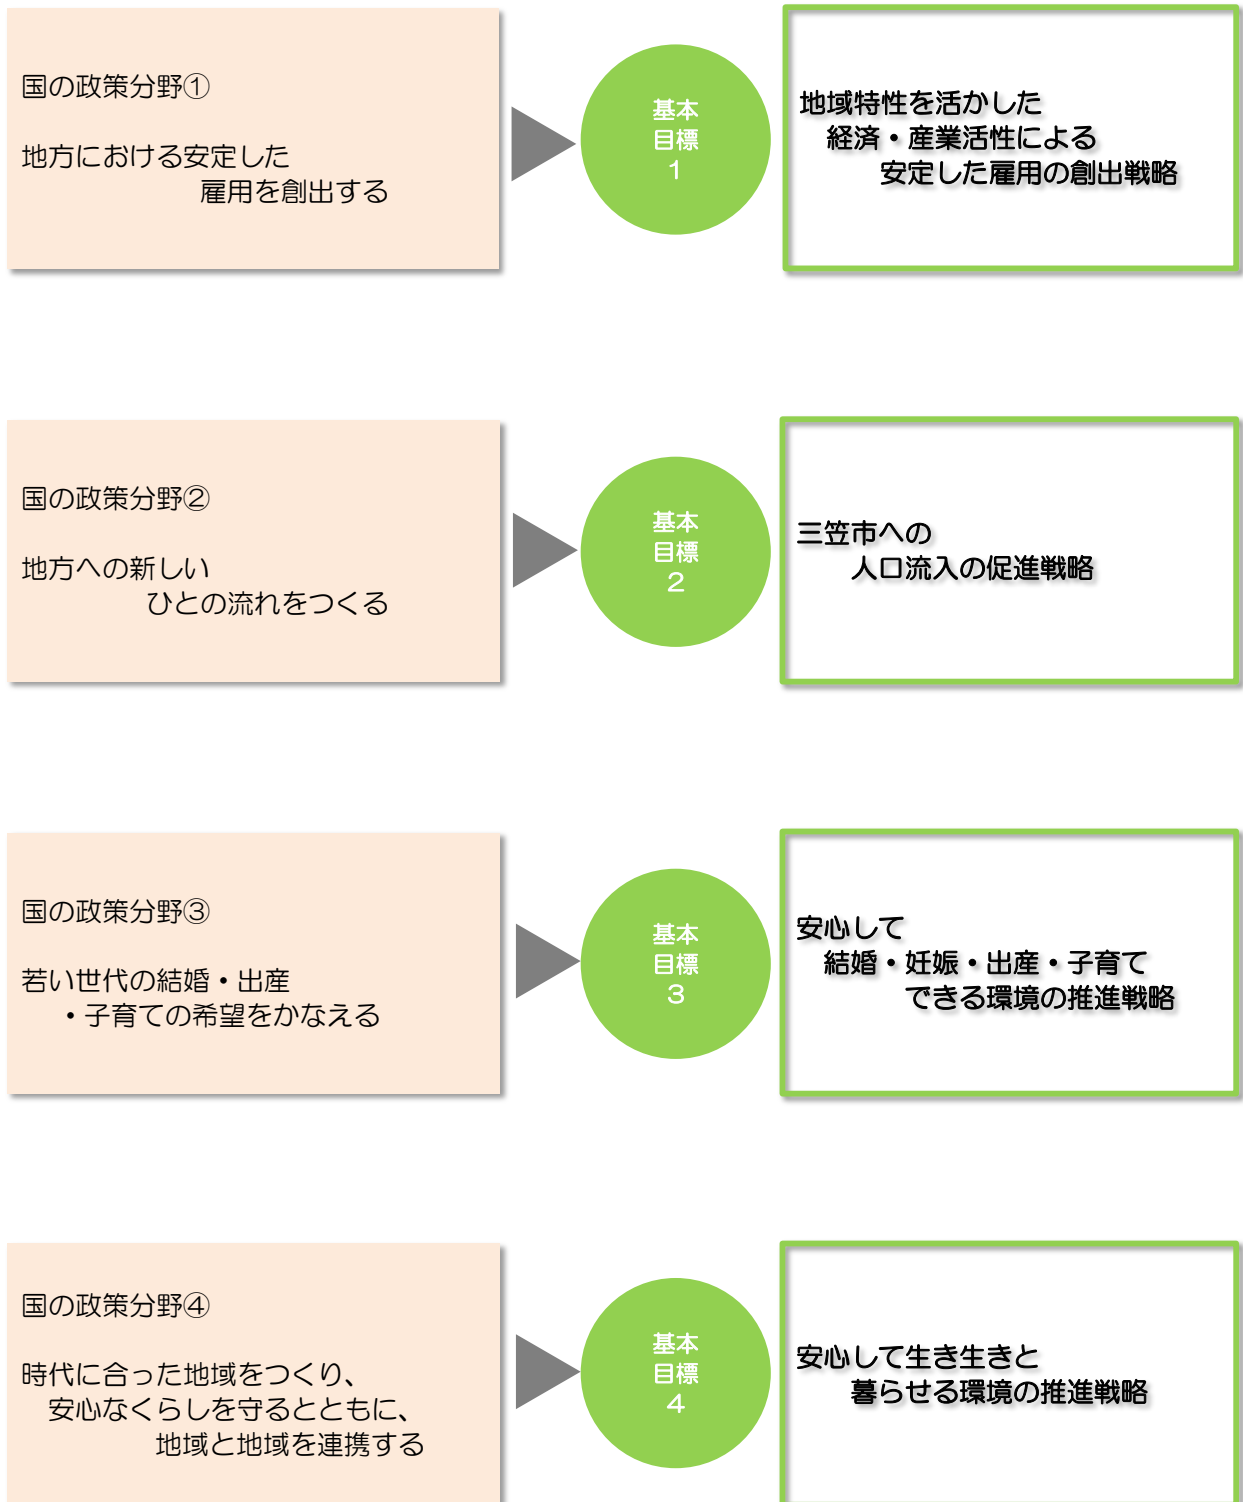 国の政策分野①
地方における安定した
雇用を創出する
基本
目標
1
地域特性を活かした
経済・産業活性による
安定した雇用の創出戦略
国の政策分野②
地方への新しい
ひとの流れをつくる
基本
目標
2
三笠市への
人口流入の促進戦略
国の政策分野③
若い世代の結婚・出産
・子育ての希望をかなえる
基本
目標
3
安心して
結婚・妊娠・出産・子育て
できる環境の推進戦略
国の政策分野④
時代に合った地域をつくり、
安心なくらしを守るとともに、
地域と地域を連携する
基本
目標
4
安心して生き生きと
暮らせる環境の推進戦略